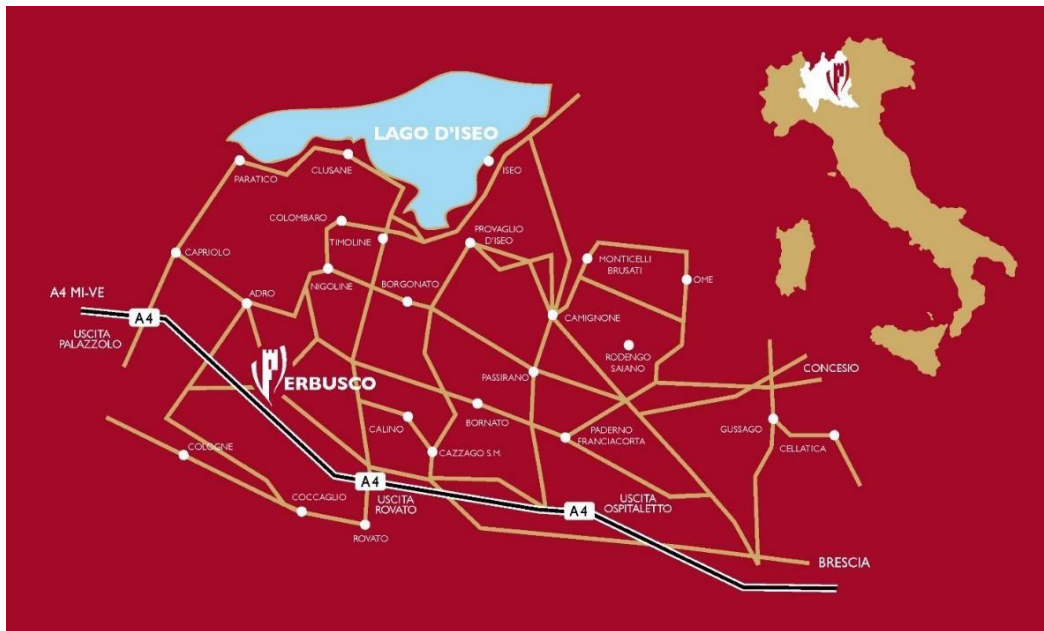 LAGO D'ISEO
ISEO
CLUSANE
PARATICO
COLOMBARO
PROVAGLIO
D'ISEO
TIMOLINE
CAPRIOLO
MONTICELLI
BRUSATI
OME
NIGOLINE
BORGONATO
A4 MI-VE
ADRO
A4
USCITA
PALAZZOLO
CAMIGNONE
RODENGO
SAIANO
CONCESIO
ERBUSCO
PASSIRANO
CALINO
BORNATO
PADERNO
FRANCIACORTA
GUSSAGO
CELLATICA
COLOGNE
CAZZAGO S.M.
A4
USCITA
ROVATO
COCCAGLIO
ROVATO
A4
USCITA
OSPITALETTO
BRESCIA